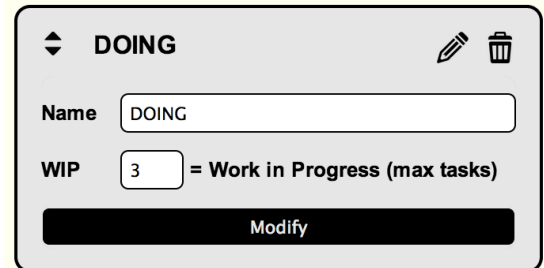 DOING
Name DOING
WIP 3 = Work in Progress (max tasks)
Modify